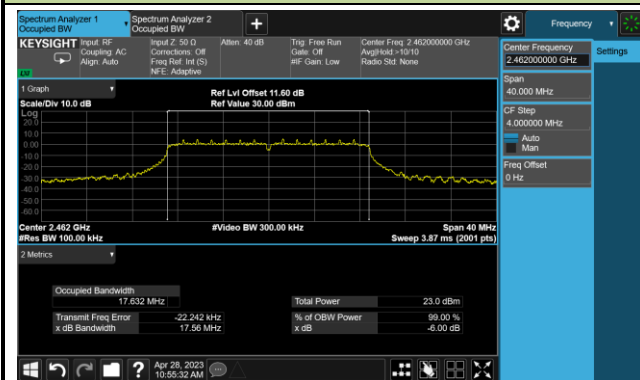 Spectrum Analyzer 1
Occupied BW
Spectrum Analyzer 2
Occupied BW
+
Frequency
KEYSIGHT
Input: RF
Coupling: AC
Align: Auto
Input Z: 50 Ω
Corrections: Off
Freq Ref: Int (S)
NFE: Adaptive
Atten: 40 dB
Trig: Free Run
Gate: Off
#IF Gain: Low
Center Freq: 2.462000000 GHz
Avg|Hold:>10/10
Radio Std: None
Center Frequency
2.462000000 GHz
Settings
Span
40.000 MHz
CF Step
4.000000 MHz
Auto
Man
Freq Offset
0 Hz
1 Graph
Scale/Div 10.0 dB
Ref Lvl Offset 11.60 dB
Ref Value 30.00 dBm
Log
20.0
10.0
0.00
-10.0
-20.0
-30.0
-40.0
-50.0
-60.0
Center 2.462 GHz
#Res BW 100.00 kHz
#Video BW 300.00 kHz
Span 40 MHz
Sweep 3.87 ms (2001 pts)
2 Metrics
Occupied Bandwidth
17.632 MHz
Total Power 23.0 dBm
Transmit Freq Error -22.242 kHz
% of OBW Power 99.00 %
x dB Bandwidth 17.56 MHz
x dB -6.00 dB
?
Apr 28, 2023
10:55:32 AM